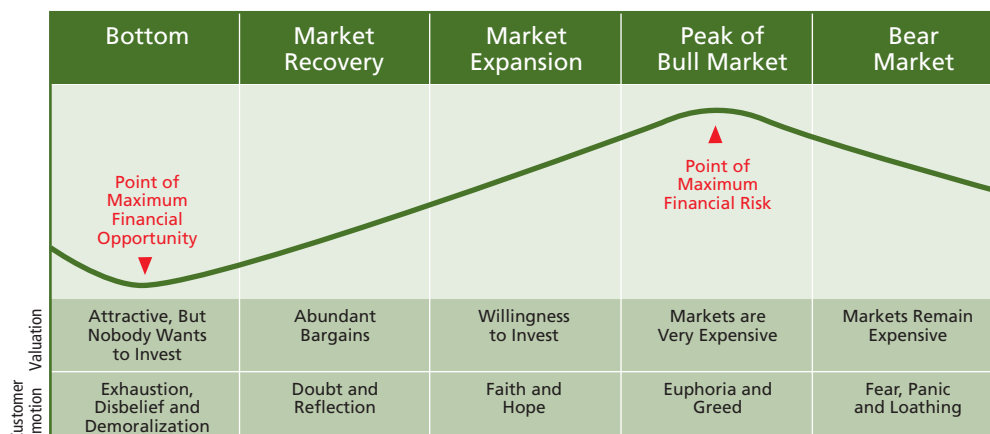 Bottom
Market
Recovery
Market
Expansion
Peak of
Bull Market
Bear
Market
Point of
Maximum
Financial
Opportunity
Point of
Maximum
Financial Risk
Valuation
Attractive, But
Nobody Wants
to Invest
Abundant
Bargains
Willingness
to Invest
Markets are
Very Expensive
Markets Remain
Expensive
Exhaustion,
Disbelief and
Demoralization
Doubt and
Reflection
Faith and
Hope
Euphoria and
Greed
Fear, Panic
and Loathing